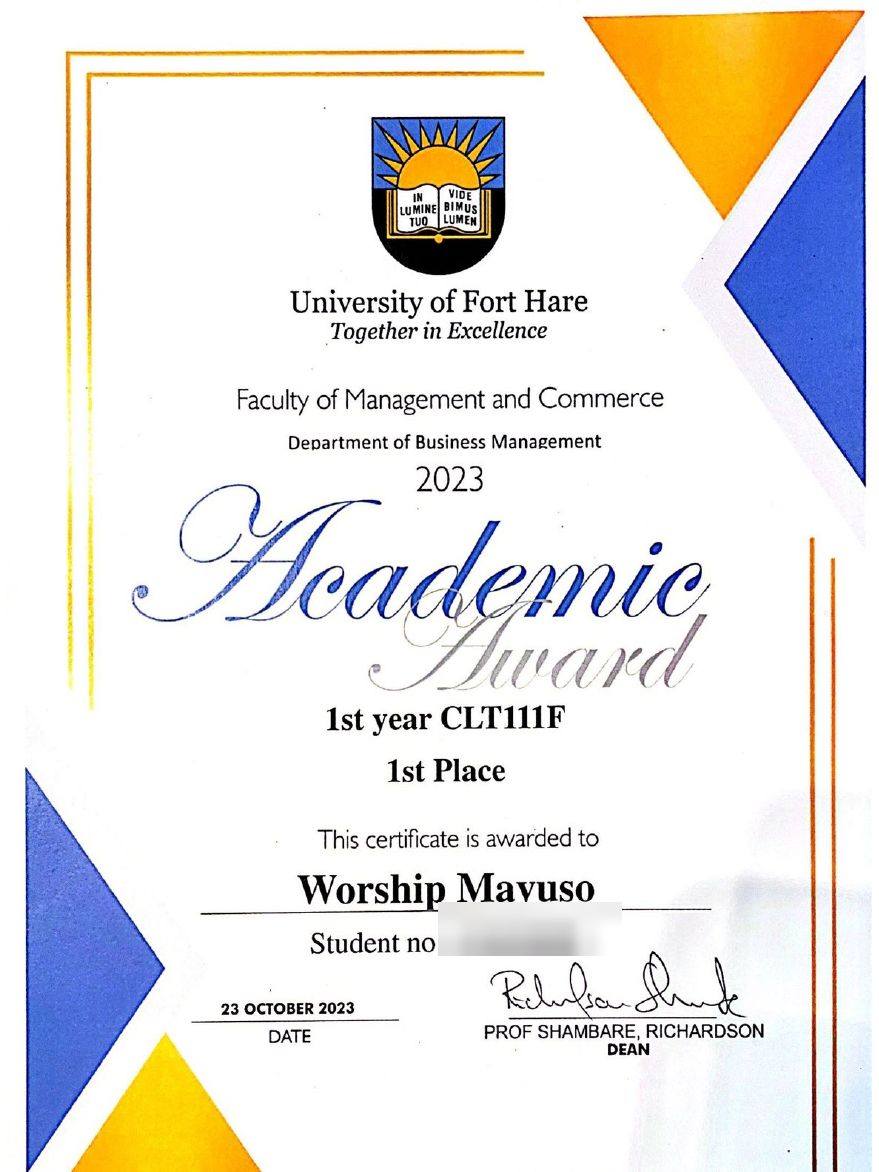 IN
LUMINE
TUO
VIDE
BIMUS
LUMEN
University of Fort Hare
Together in Excellence
Faculty of Management and Commerce
Department of Business Management
2023
Academic
Award
1st year CLT111F
1st Place
This certificate is awarded to
Worship Mavuso
Student no
23 OCTOBER 2023
DATE
PROF SHAMBARE, RICHARDSON
DEAN